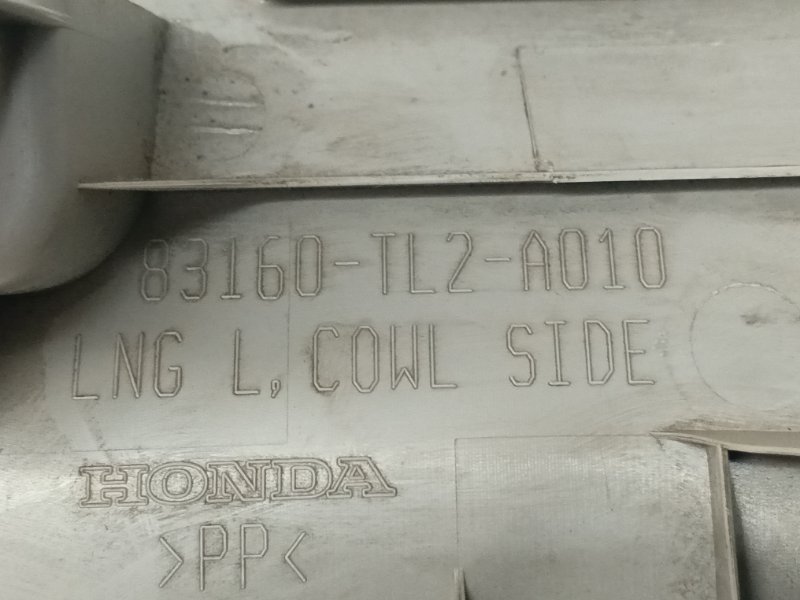 83160-TL2-A010
LNG L, COWL SIDE
HONDA
>PP<